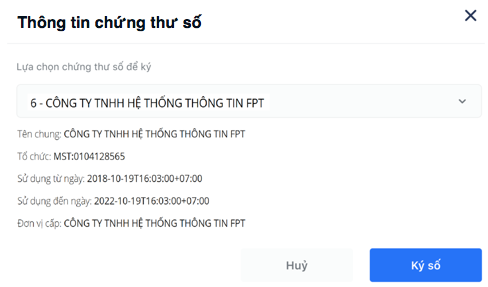 Thông tin chứng thư số
Lựa chọn chứng thư số để ký
6 - CÔNG TY TNHH HỆ THỐNG THÔNG TIN FPT
Tên chung: CÔNG TY TNHH HỆ THỐNG THÔNG TIN FPT
Tổ chức: MST:0104128565
Sử dụng từ ngày: 2018-10-19T16:03:00+07:00
Sử dụng đến ngày: 2022-10-19T16:03:00+07:00
Đơn vị cấp: CÔNG TY TNHH HỆ THỐNG THÔNG TIN FPT
Huỷ
Ký số